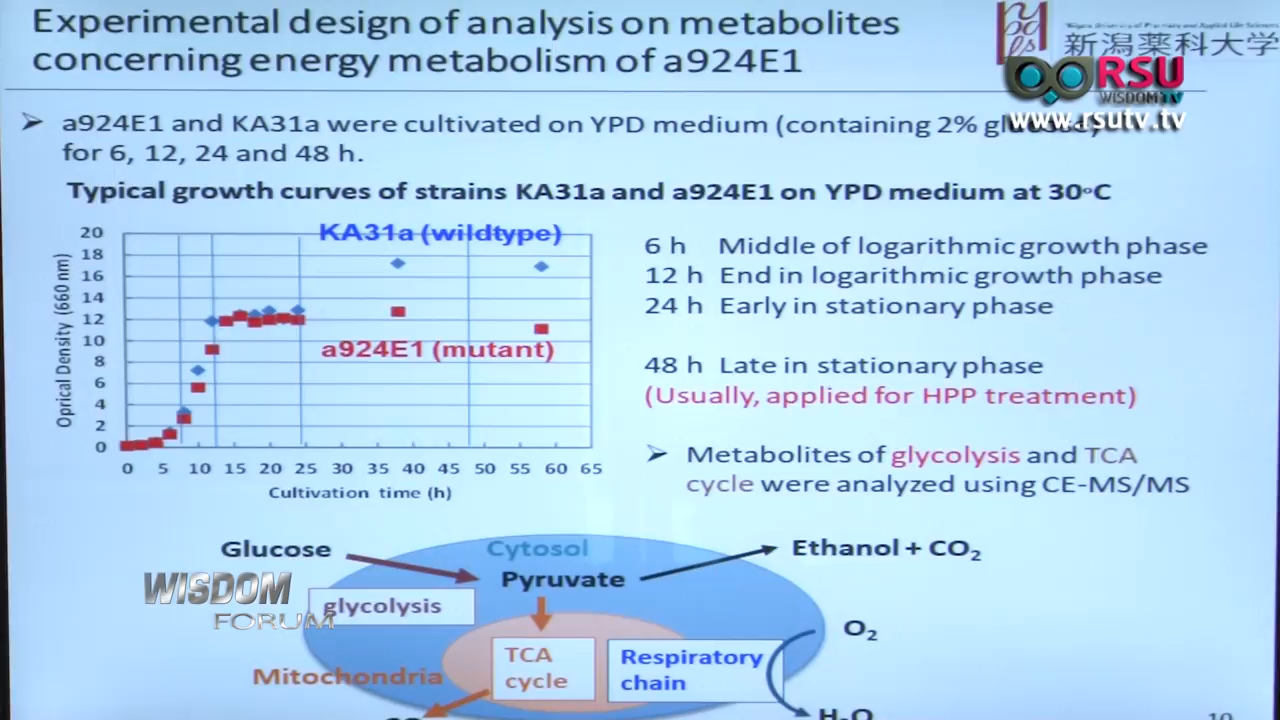 Experimental design of analysis on metabolites
concerning energy metabolism of a924E1
新潟薬科大学
RSU
WISDOM TV
www.rsutv.tv
➢ a924E1 and KA31a were cultivated on YPD medium (containing 2%
for 6, 12, 24 and 48 h.
Typical growth curves of strains KA31a and a924E1 on YPD medium at 30°C
KA31a (wildtype)
a924E1 (mutant)
Oprical Density (660 nm)
20
18
16
14
12
10
8
6
4
2
0
0 5 10 15 20 25 30 35 40 45 50 55 60 65
Cultivation time (h)
6 h Middle of logarithmic growth phase
12 h End in logarithmic growth phase
24 h Early in stationary phase
48 h Late in stationary phase
(Usually, applied for HPP treatment)
➢ Metabolites of glycolysis and TCA
cycle were analyzed using CE-MS/MS
Glucose
Cytosol
Pyruvate
Ethanol + CO₂
WISDOM
FORUM
glycolysis
O₂
Mitochondria
TCA
cycle
Respiratory
chain
H₂O
10